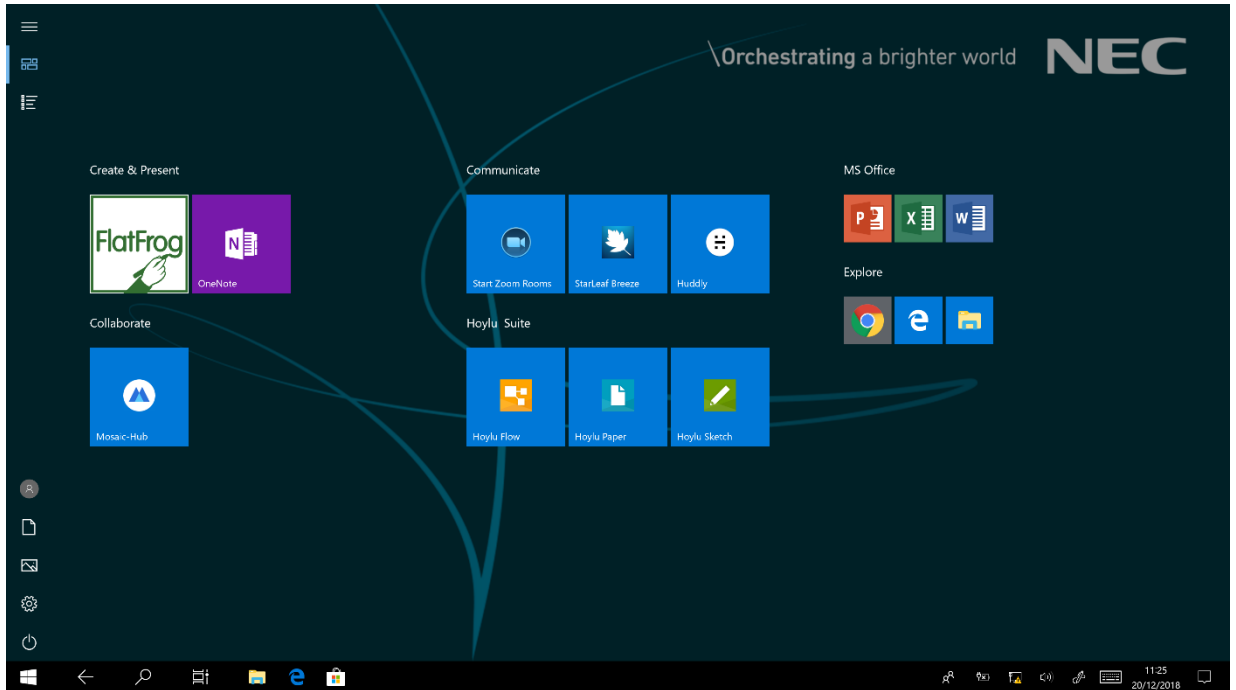 \Orchestrating a brighter world NEC
Create & Present
Communicate
MS Office
FlatFrog
N
OneNote
Start Zoom Rooms
StarLeaf Breeze
Huddly
P
X
W
Explore
Collaborate
Hoylu Suite
Mosaic-Hub
Hoylu Flow
Hoylu Paper
Hoylu Sketch
11:25
20/12/2018